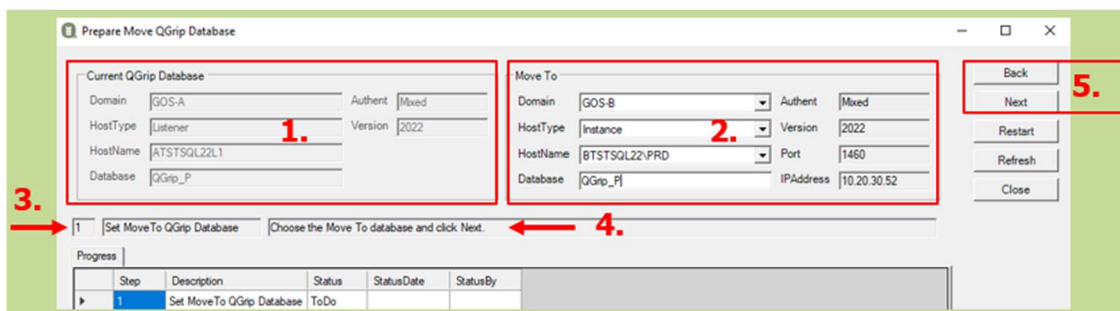 Prepare Move QGrip Database
Current QGrip Database
Domain GOS-A Authent Mixed
HostType Listener Version 2022
HostName ATSTSQL22L1
Database QGrip_P
1.
Move To
Domain GOS-B Authent Mixed
HostType Instance Version 2022
HostName BTSTSQL22\PRD Port 1460
Database QGrip_P IPAddress 10.20.30.52
2.
Back
Next
5.
Restart
Refresh
Close
3.
1 Set MoveTo QGrip Database Choose the Move To database and click Next.
4.
Progress
Step Description Status StatusDate StatusBy
1 Set MoveTo QGrip Database ToDo